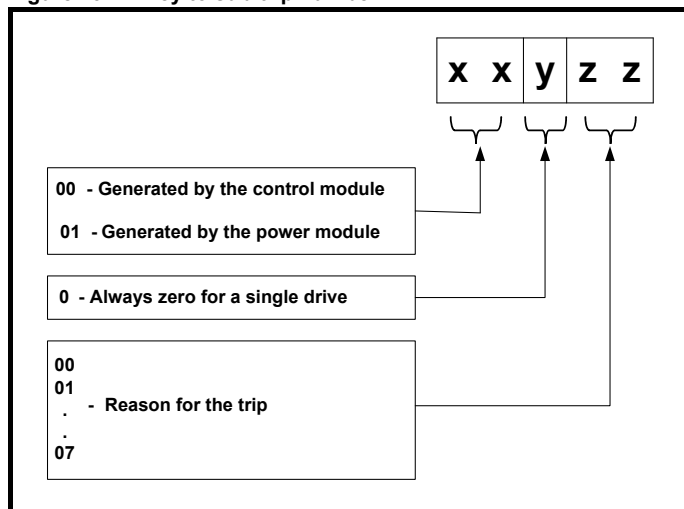 x x y z z
00 - Generated by the control module
01 - Generated by the power module
0 - Always zero for a single drive
00
01
.
- Reason for the trip
.
07